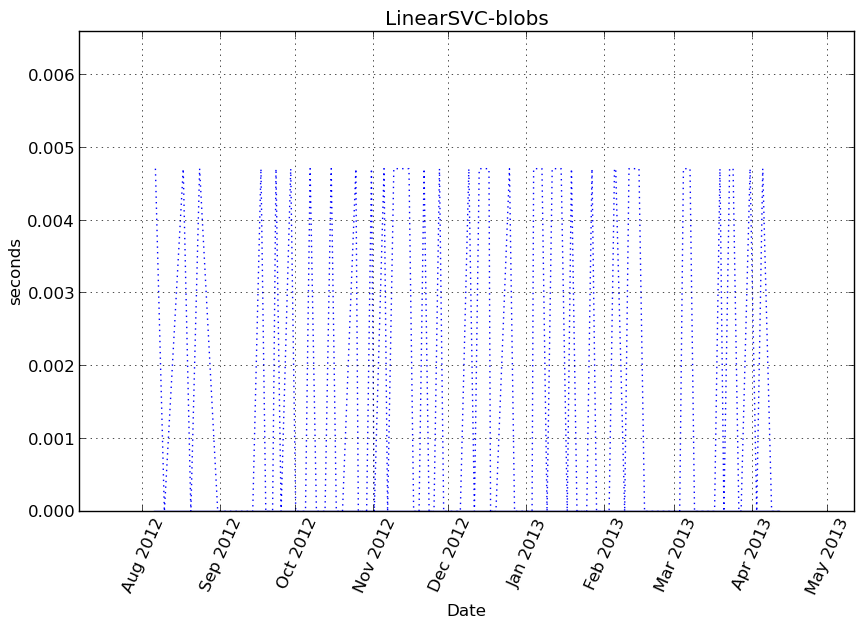 LinearSVC-blobs
0.006
0.005
0.004
0.003
0.002
0.001
0.000
seconds
Aug 2012
Sep 2012
Oct 2012
Nov 2012
Dec 2012
Jan 2013
Feb 2013
Mar 2013
Apr 2013
May 2013
Date